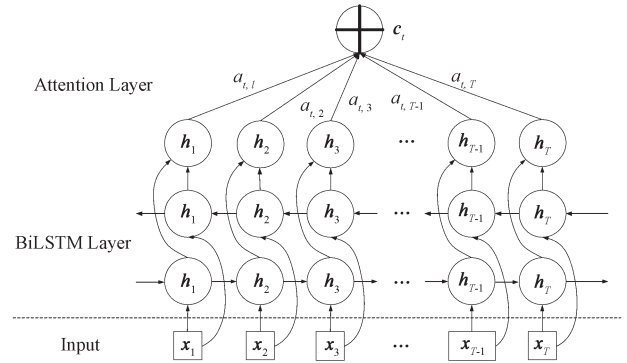 c_t
Attention Layer
a_{t, 1} a_{t, 2} a_{t, 3} a_{t, T-1} a_{t, T}
h_1 h_2 h_3 ... h_{T-1} h_T
h_1 h_2 h_3 ... h_{T-1} h_T
BiLSTM Layer
h_1 h_2 h_3 ... h_{T-1} h_T
Input x_1 x_2 x_3 ... x_{T-1} x_T